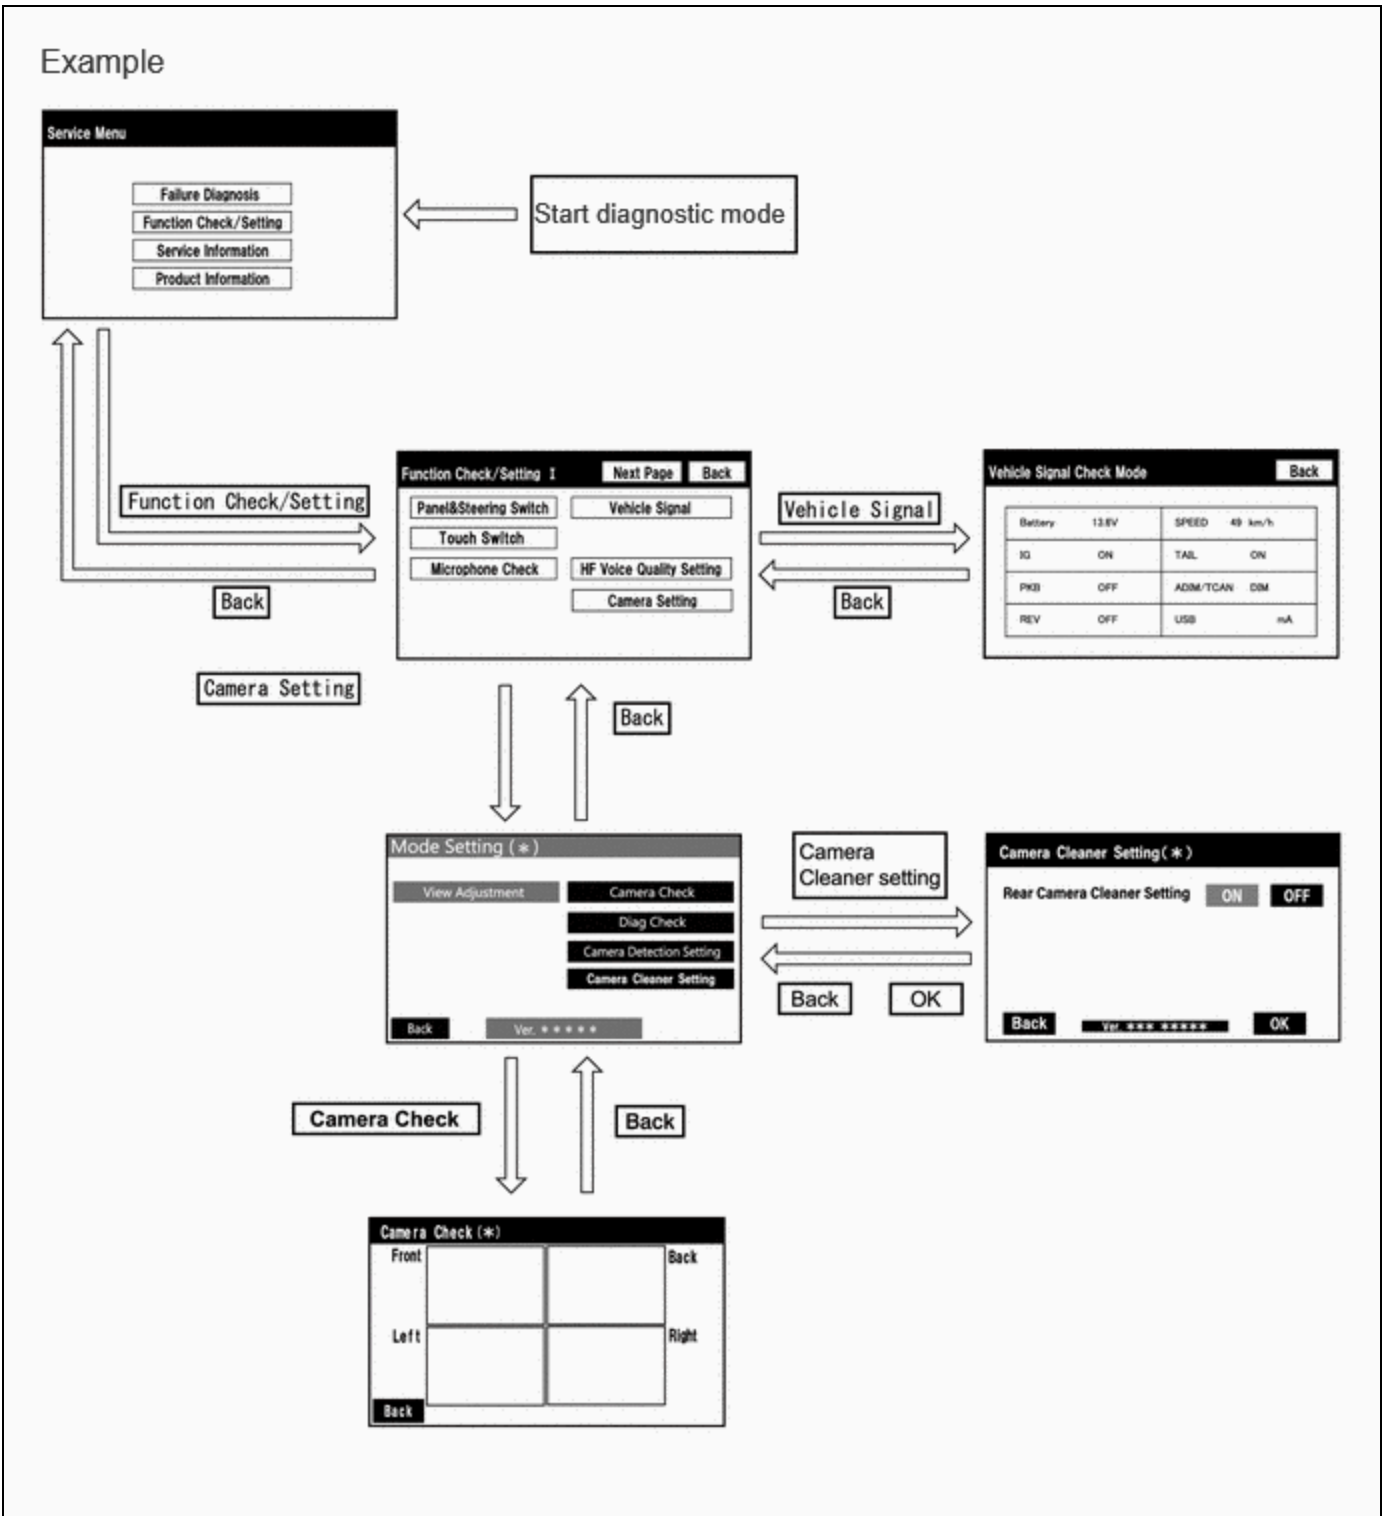 Example
Service Menu
Failure Diagnosis
Function Check/Setting
Service Information
Product Information
Start diagnostic mode
Function Check/Setting
Back
Function Check/Setting I
Next Page
Back
Panel&Steering Switch
Vehicle Signal
Touch Switch
Microphone Check
HF Voice Quality Setting
Camera Setting
Vehicle Signal
Back
Vehicle Signal Check Mode
Back
Battery 13.6V SPEED 49 km/h
IG ON TAIL ON
PKB OFF ADIM/TCAN DIM
REV OFF USB mA
Camera Setting
Back
Mode Setting (*)
View Adjustment
Camera Check
Diag Check
Camera Detection Setting
Camera Cleaner Setting
Back
Ver. *****
Camera
Cleaner setting
Back
OK
Camera Cleaner Setting(*)
Rear Camera Cleaner Setting ON OFF
Back
Ver. *** *****
OK
Camera Check
Back
Camera Check(*)
Front
Back
Left
Right
Back